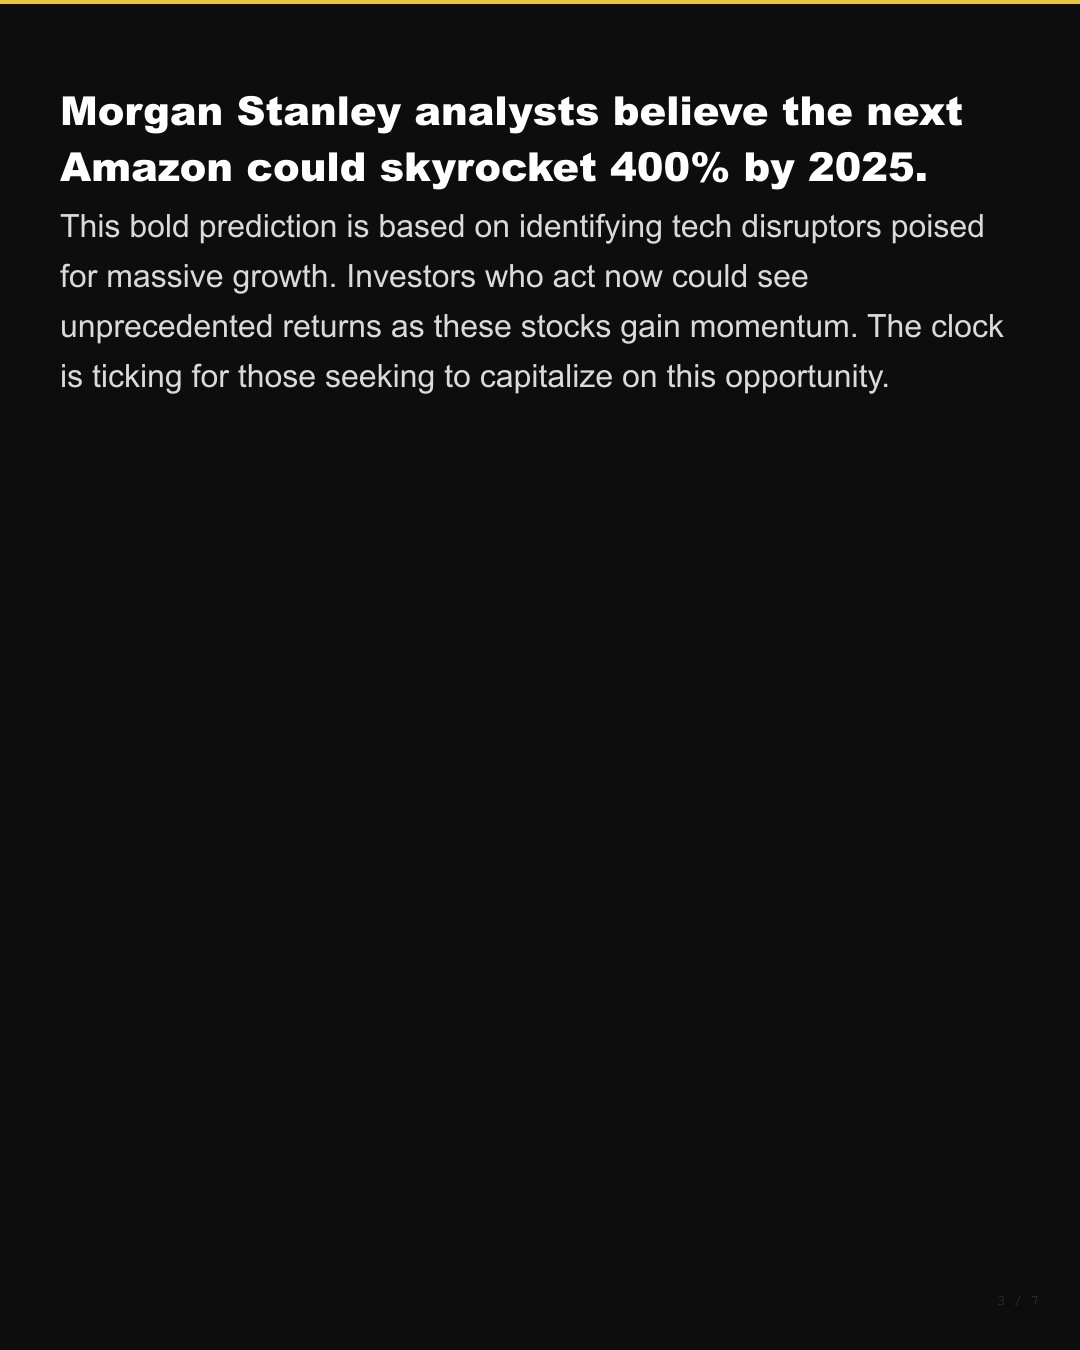 Morgan Stanley analysts believe the next
Amazon could skyrocket 400% by 2025.
This bold prediction is based on identifying tech disruptors poised
for massive growth. Investors who act now could see
unprecedented returns as these stocks gain momentum. The clock
is ticking for those seeking to capitalize on this opportunity.
3 / 7